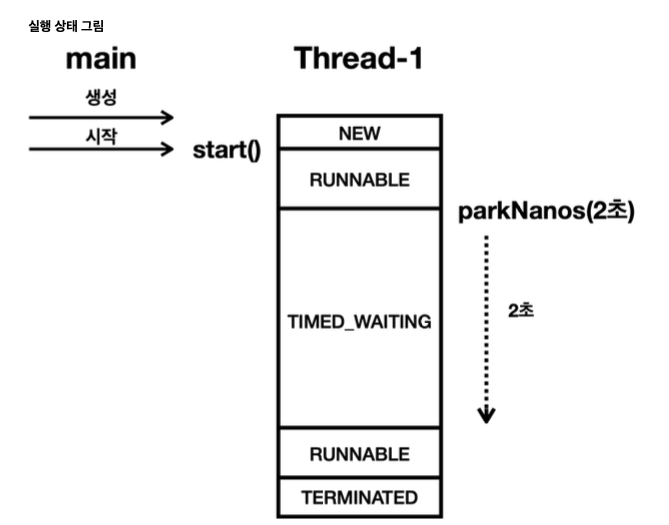 실행 상태 그림
main
Thread-1
생성
시작
start()
NEW
RUNNABLE
parkNanos(2초)
TIMED_WAITING
2초
RUNNABLE
TERMINATED